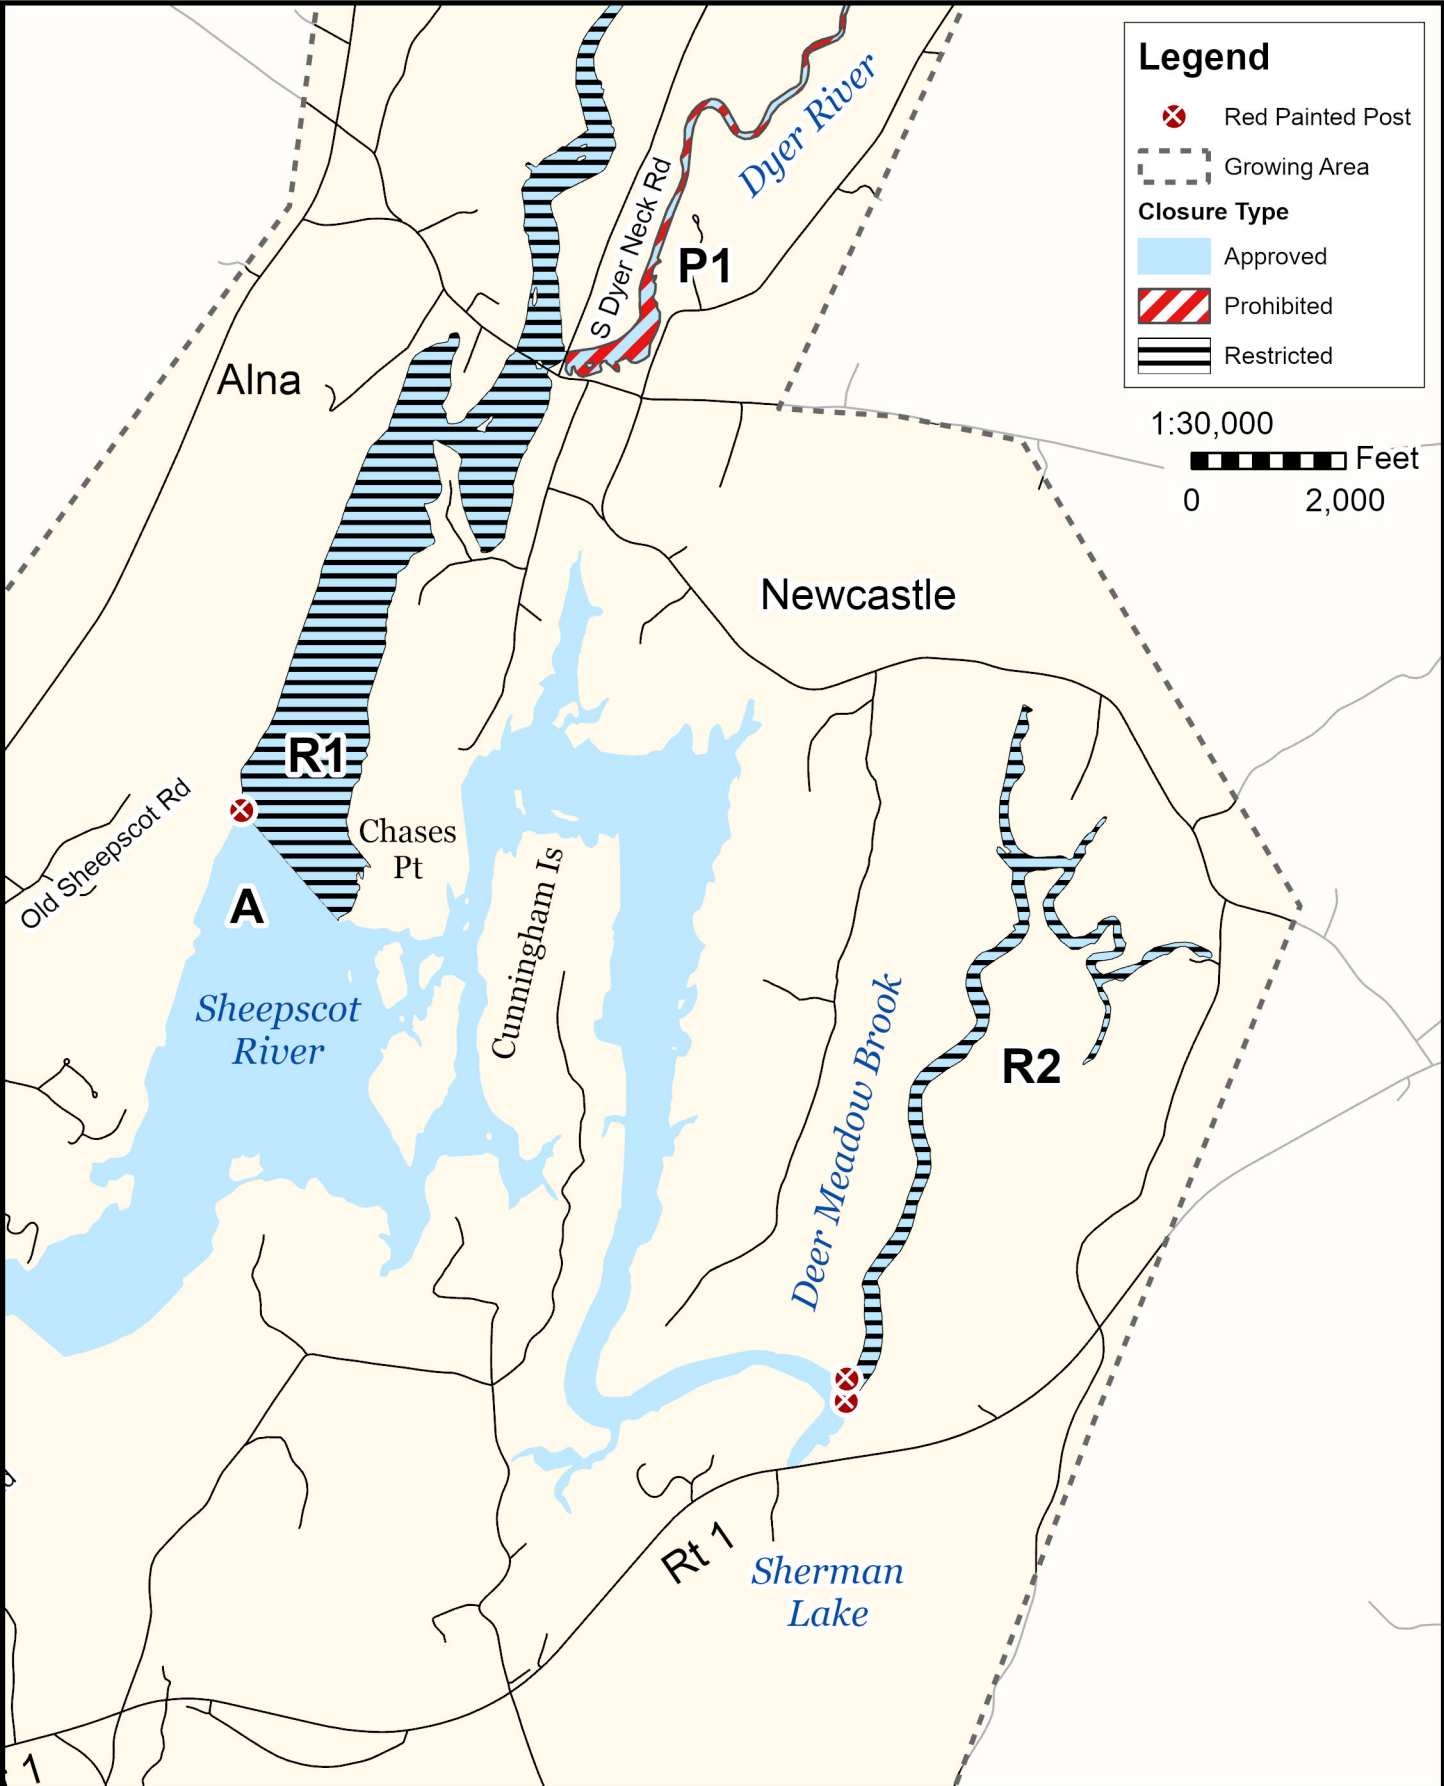 Legend
Red Painted Post
Growing Area
Closure Type
Approved
Prohibited
Restricted
1:30,000
Feet
0 2,000
Dyer River
S Dyer Neck Rd
P1
Alna
Newcastle
R1
Old Sheepscot Rd
Chases
Pt
A
Cunningham Is
Sheepscot
River
Deer Meadow Brook
R2
Rt 1
Sherman
Lake
1